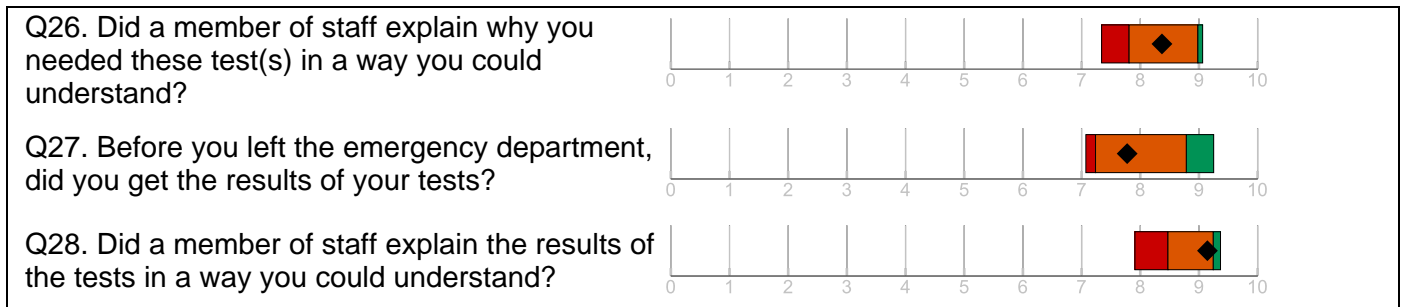 Q26. Did a member of staff explain why you
needed these test(s) in a way you could
understand?
0 1 2 3 4 5 6 7 8 9 10
Q27. Before you left the emergency department,
did you get the results of your tests?
0 1 2 3 4 5 6 7 8 9 10
Q28. Did a member of staff explain the results of
the tests in a way you could understand?
0 1 2 3 4 5 6 7 8 9 10